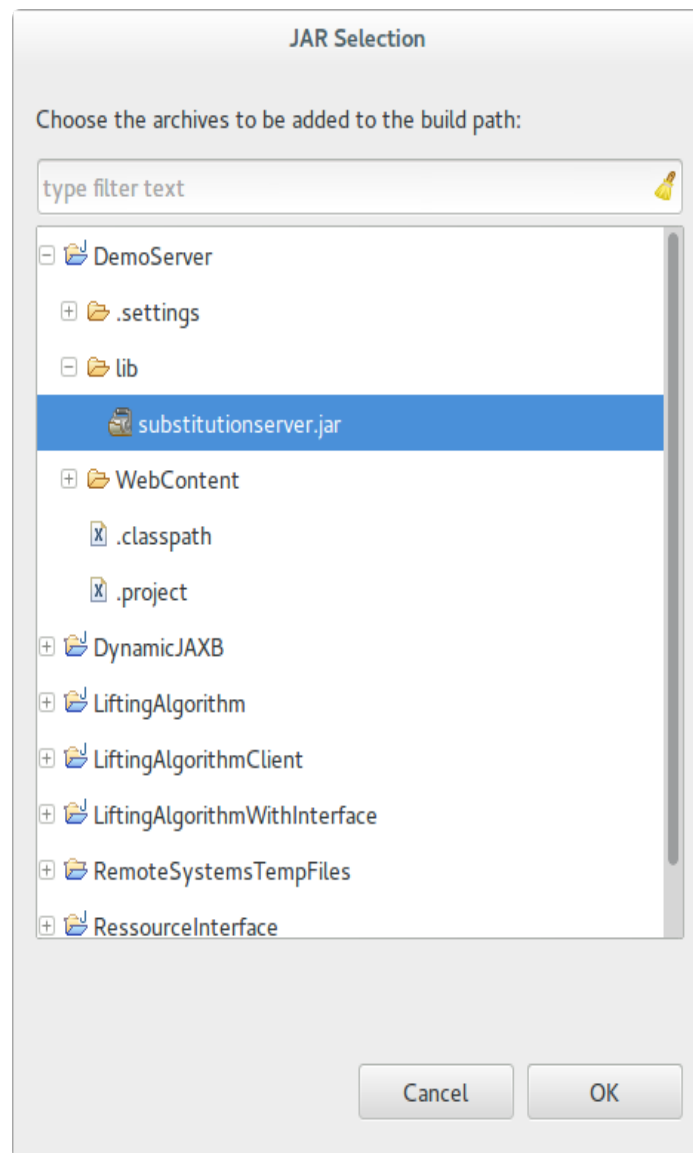 JAR Selection
Choose the archives to be added to the build path:
type filter text
DemoServer
.settings
lib
substitutionserver.jar
WebContent
.classpath
.project
DynamicJAXB
LiftingAlgorithm
LiftingAlgorithmClient
LiftingAlgorithmWithInterface
RemoteSystemsTempFiles
RessourceInterface
Cancel OK